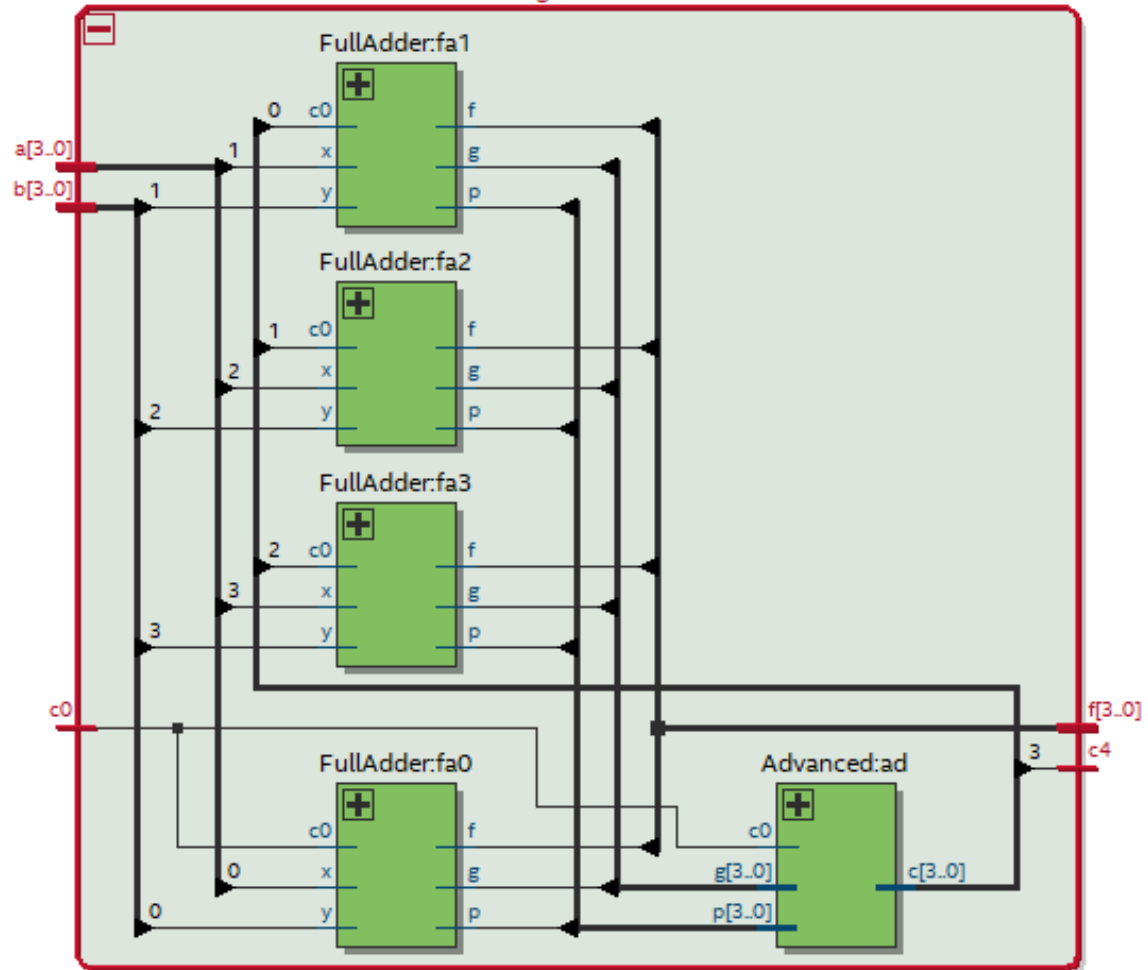 FullAdder:fa1
0 c0 f
a[3..0] 1 x g
b[3..0] 1 y p
FullAdder:fa2
1 c0 f
2 x g
2 y p
FullAdder:fa3
2 c0 f
3 x g
3 y p
c0 f[3..0]
3 c4
FullAdder:fa0 Advanced:ad
c0 f c0
0 x g g[3..0] c[3..0]
0 y p p[3..0]